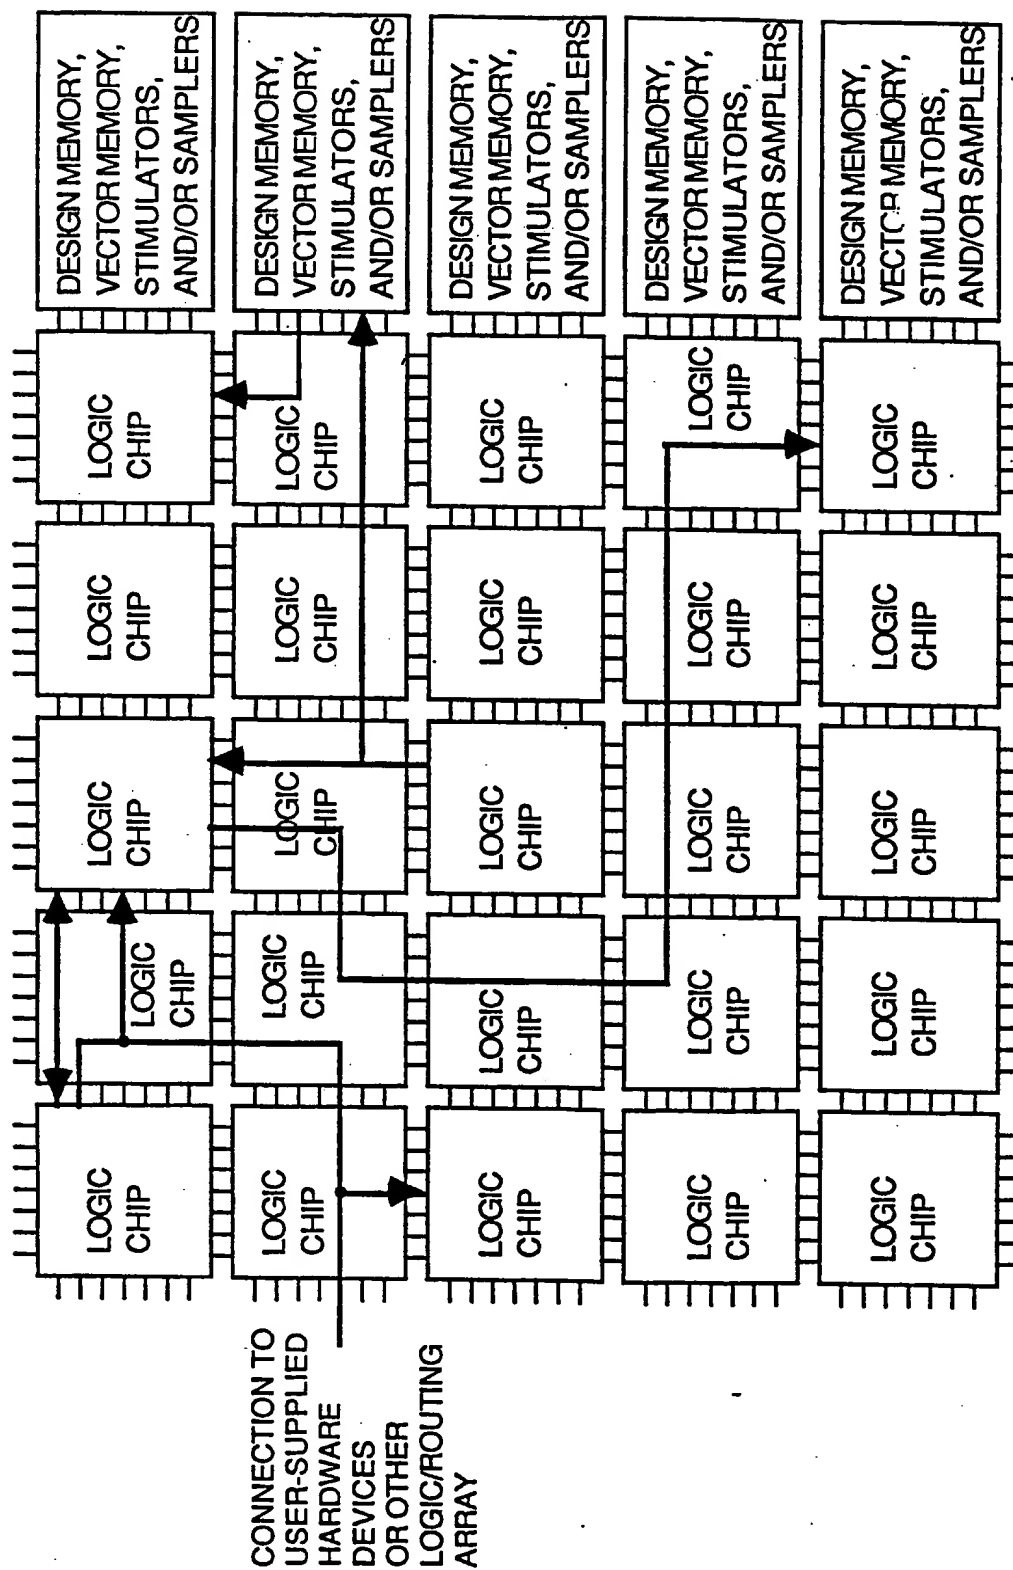 LOGIC
CHIP
LOGIC
CHIP
LOGIC
CHIP
LOGIC
CHIP
LOGIC
CHIP
DESIGN MEMORY,
VECTOR MEMORY,
STIMULATORS,
AND/OR SAMPLERS
CONNECTION TO
USER-SUPPLIED
HARDWARE
DEVICES
OR OTHER
LOGIC/ROUTING
ARRAY
LOGIC
CHIP
LOGIC
CHIP
LOGIC
CHIP
LOGIC
CHIP
LOGIC
CHIP
DESIGN MEMORY,
VECTOR MEMORY,
STIMULATORS,
AND/OR SAMPLERS
LOGIC
CHIP
LOGIC
CHIP
LOGIC
CHIP
LOGIC
CHIP
LOGIC
CHIP
DESIGN MEMORY,
VECTOR MEMORY,
STIMULATORS,
AND/OR SAMPLERS
LOGIC
CHIP
LOGIC
CHIP
LOGIC
CHIP
LOGIC
CHIP
LOGIC
CHIP
DESIGN MEMORY,
VECTOR MEMORY,
STIMULATORS,
AND/OR SAMPLERS
LOGIC
CHIP
LOGIC
CHIP
LOGIC
CHIP
LOGIC
CHIP
LOGIC
CHIP
DESIGN MEMORY,
VECTOR MEMORY,
STIMULATORS,
AND/OR SAMPLERS